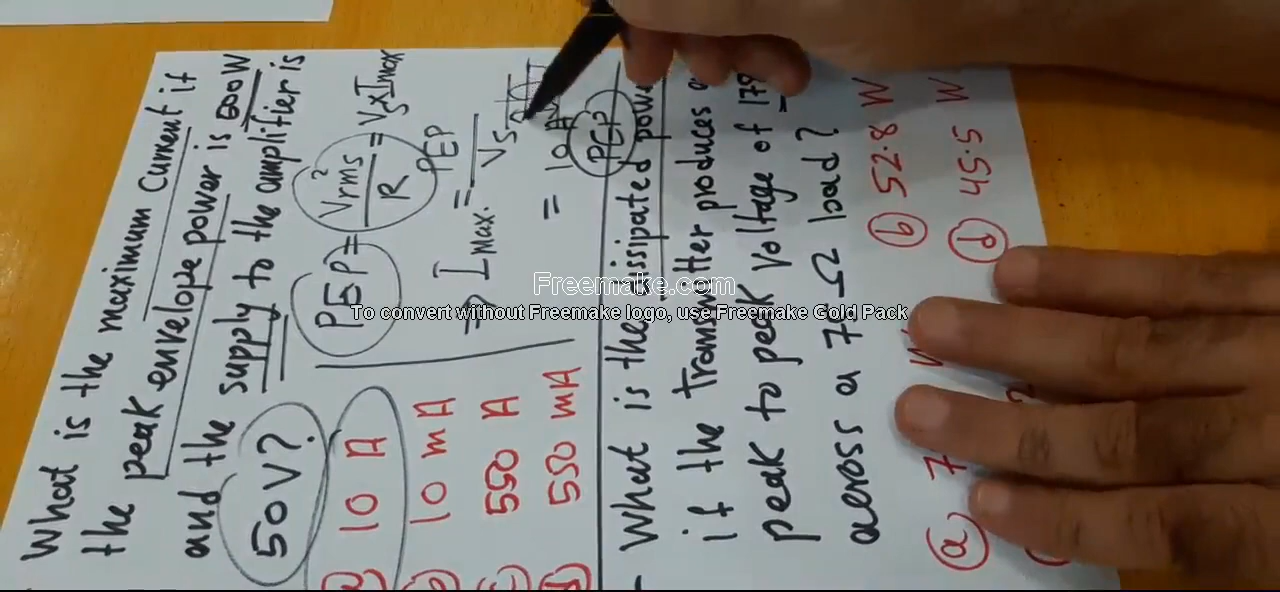 What is the maximum current if
the peak envelope power is 500W
and the supply to the amplifier is
50V?
10 A
10 mA
550 A
550 mA
PEP = Vrms² / R = Vs x Imax
=> Imax. = PEP / Vs
= 10 A
What is the dissipated power
PEP
if the transmitter produces
peak to peak voltage of
across a 75 Ω load?
(a) 7
(b) 52.8 W
(d) 45.5 W
Freemake.com
To convert without Freemake logo, use Freemake Gold Pack